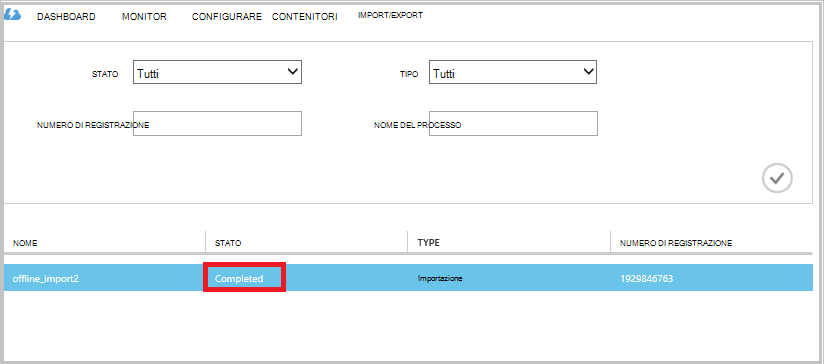 DASHBOARD MONITOR CONFIGURARE CONTENITORI IMPORT/EXPORT
STATO Tutti TIPO Tutti
NUMERO DI REGISTRAZIONE NOME DEL PROCESSO
NOME STATO TYPE NUMERO DI REGISTRAZIONE
offline_import2 Completed Importazione 1929846763